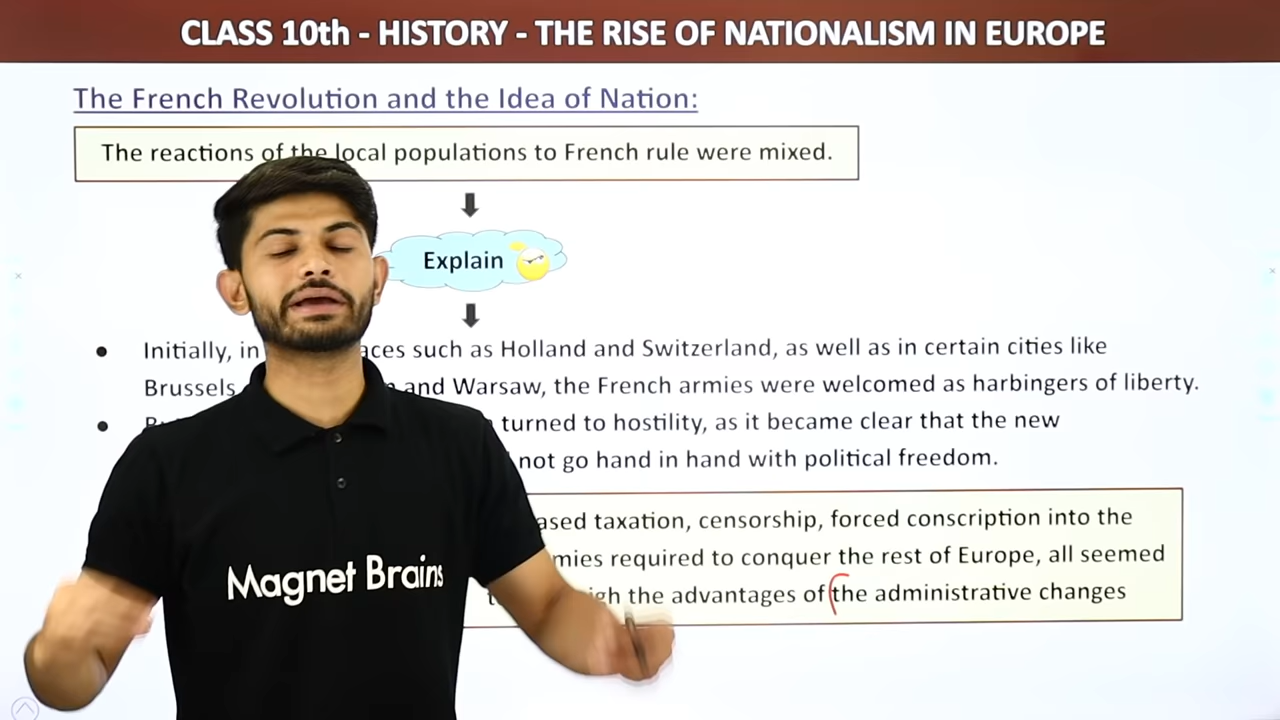 CLASS 10th - HISTORY - THE RISE OF NATIONALISM IN EUROPE
The French Revolution and the Idea of Nation:
The reactions of the local populations to French rule were mixed.
Explain
Initially, in aces such as Holland and Switzerland, as well as in certain cities like
Brussels and Warsaw, the French armies were welcomed as harbingers of liberty.
turned to hostility, as it became clear that the new
not go hand in hand with political freedom.
ased taxation, censorship, forced conscription into the
mies required to conquer the rest of Europe, all seemed
the advantages of the administrative changes
Magnet Brains